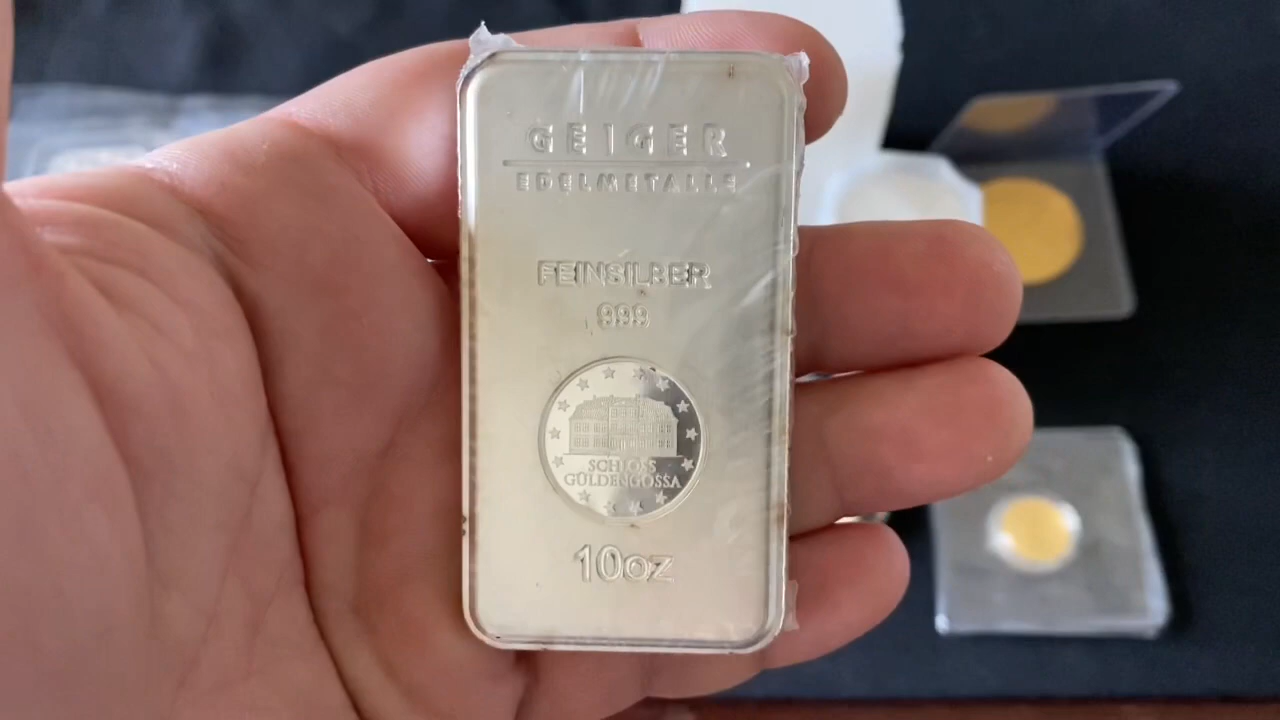 GEIGER
EDELMETALLE
FEINSILBER
999
SCHLOSS
GÜLDENGOSSA
10oz